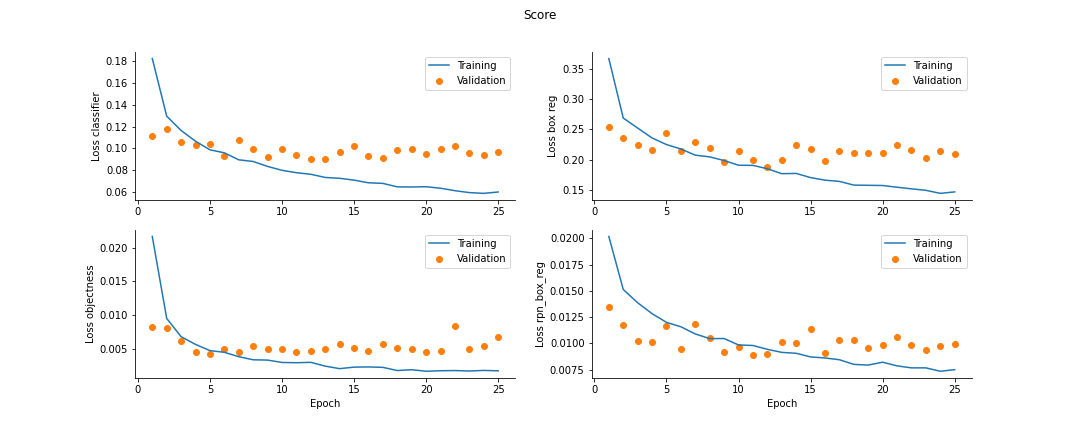 Score
Loss classifier
0.18
0.16
0.14
0.12
0.10
0.08
0.06
0 5 10 15 20 25
Training
Validation
Loss box reg
0.35
0.30
0.25
0.20
0.15
0 5 10 15 20 25
Training
Validation
Loss objectness
0.020
0.015
0.010
0.005
0 5 10 15 20 25
Epoch
Training
Validation
Loss rpn_box_reg
0.0200
0.0175
0.0150
0.0125
0.0100
0.0075
0 5 10 15 20 25
Epoch
Training
Validation